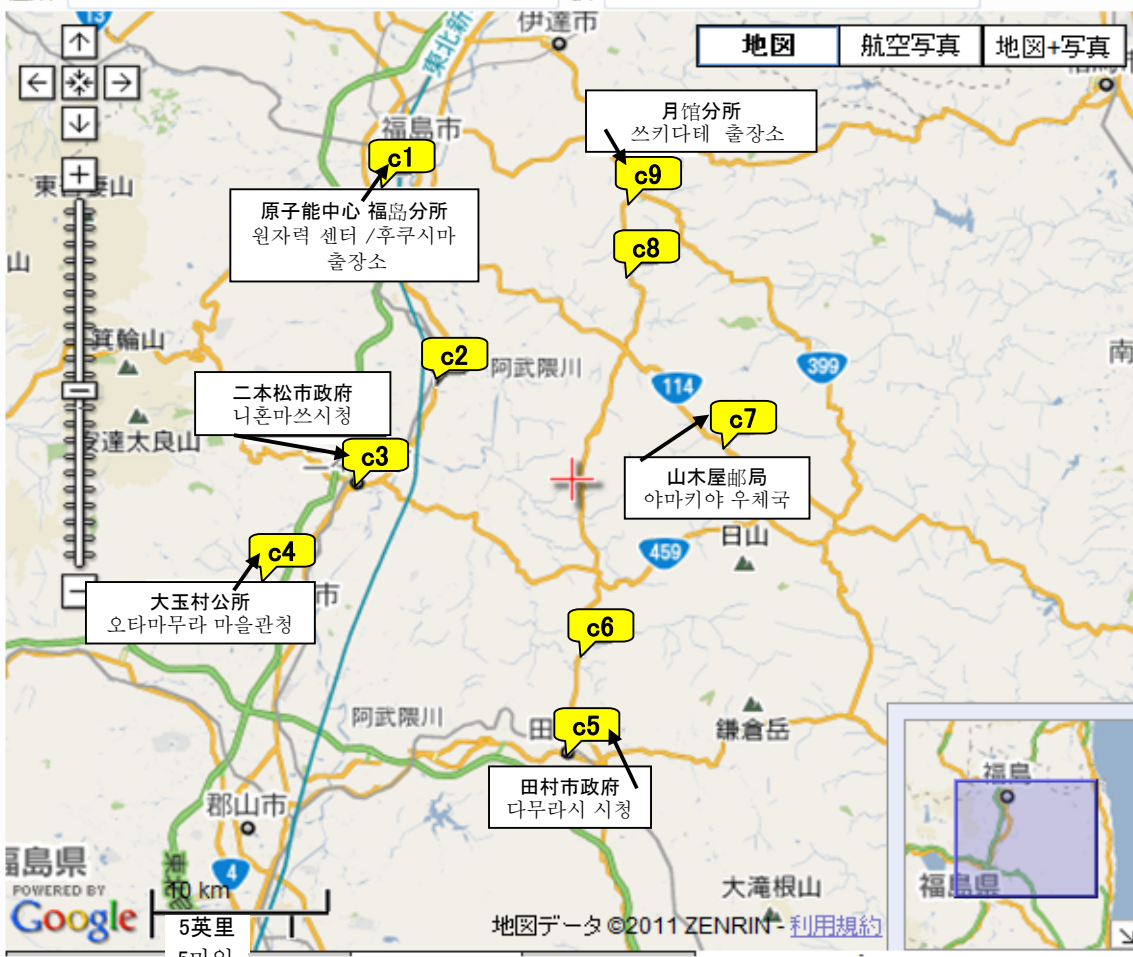 13
伊達市
東北新
地図
航空写真
地図+写真
福島市
月馆分所
쓰키다테 출장소
c1
c9
原子能中心 福岛分所
원자력 센터 /후쿠시마
출장소
c8
山
箕輪山
c2
阿武隈川
399
南
114
二本松市政府
니혼마쓰시청
c7
安達太良山
c3
山木屋邮局
야마키야 우체국
459
日山
c4
大玉村公所
오타마무라 마을관청
市
c6
阿武隈川
田
c5
鎌倉岳
田村市政府
다무라시 시청
福島
郡山市
福島県
4
東北
福島県
POWERED BY
Google
10 km
5英里
大滝根山
地図データ ©2011 ZENRIN - 利用規約